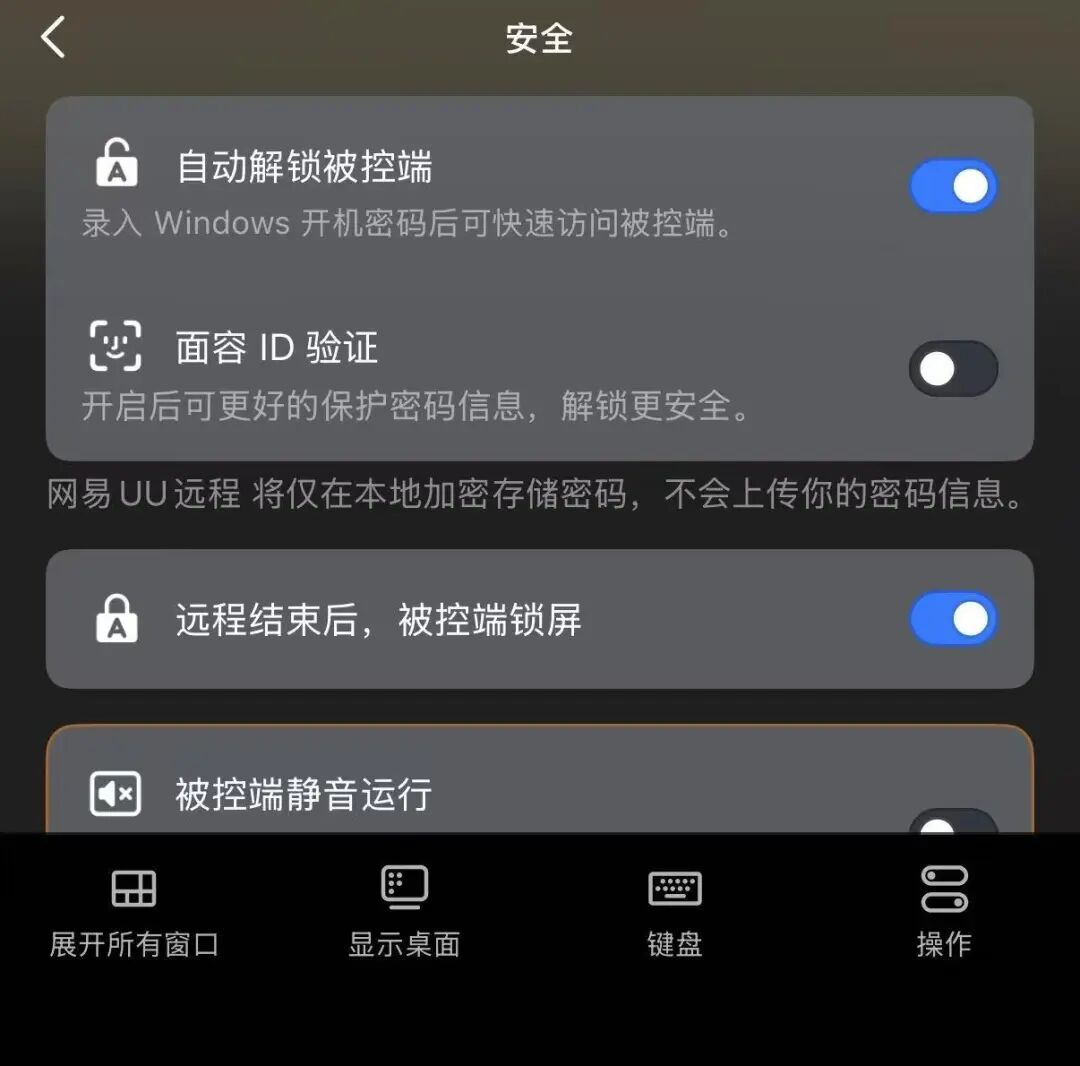 安全
自动解锁被控端
录入 Windows 开机密码后可快速访问被控端。
面容 ID 验证
开启后可更好的保护密码信息，解锁更安全。
网易UU远程 将仅在本地加密存储密码，不会上传你的密码信息。
远程结束后，被控端锁屏
被控端静音运行
展开所有窗口
显示桌面
键盘
操作